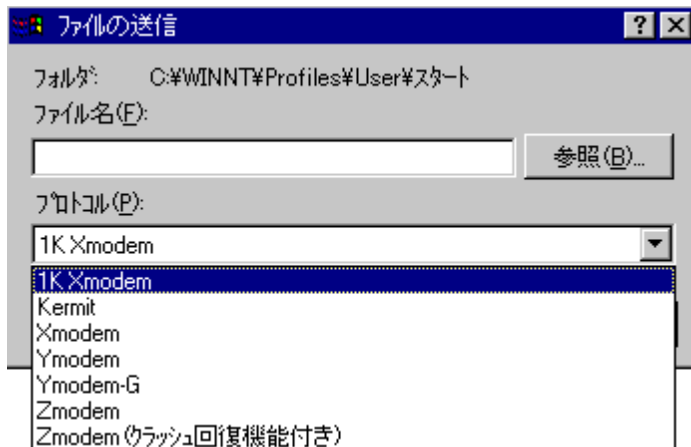 ファイルの送信
フォルダ: C:¥WINNT¥Profiles¥User¥スタート
ファイル名(F):
参照(B)...
プロトコル(P):
1K Xmodem
1K Xmodem
Kermit
Xmodem
Ymodem
Ymodem-G
Zmodem
Zmodem (クラッシュ回復機能付き)